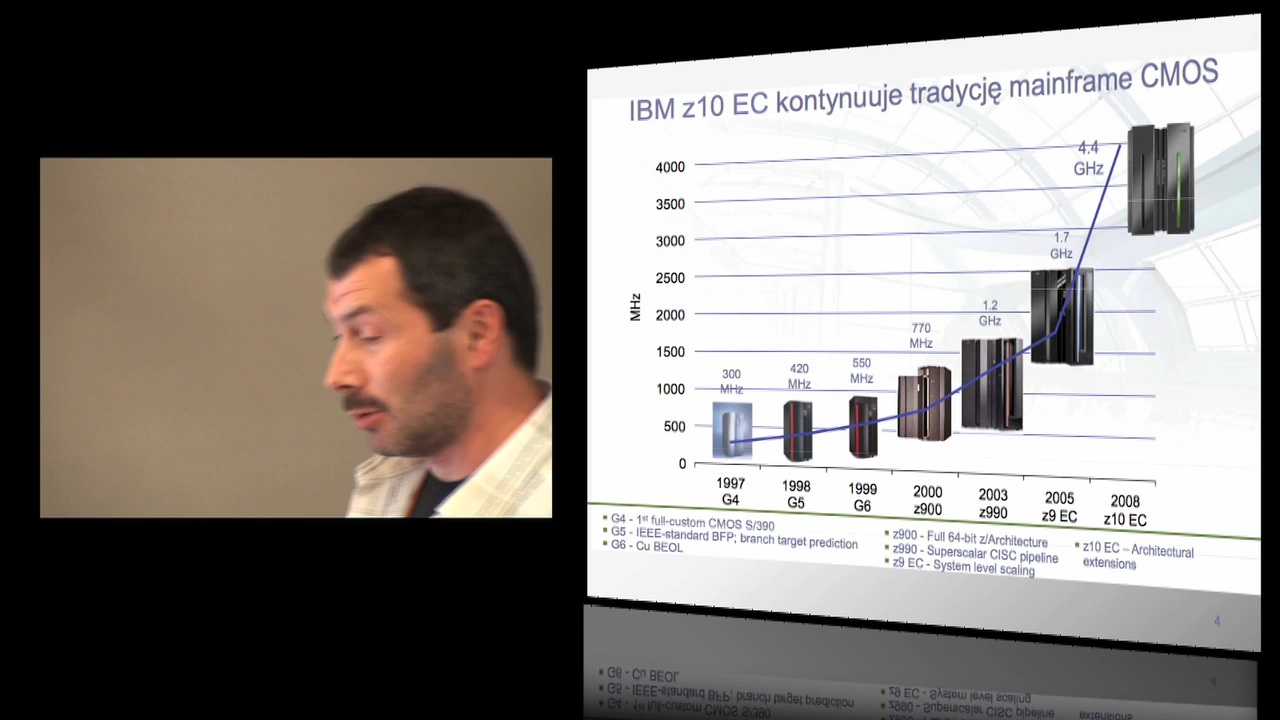 IBM z10 EC kontynuuje tradycję mainframe CMOS
4000
3500
3000
2500
2000
1500
1000
500
0
MHz
300
MHz
420
MHz
550
MHz
770
MHz
1.2
GHz
1.7
GHz
4.4
GHz
1997
G4
1998
G5
1999
G6
2000
z900
2003
z990
2005
z9 EC
2008
z10 EC
G4 - 1st full-custom CMOS S/390
G5 - IEEE-standard BFP; branch target prediction
G6 - Cu BEOL
z900 - Full 64-bit z/Architecture
z990 - Superscalar CISC pipeline
z9 EC - System level scaling
z10 EC – Architectural
extensions
4